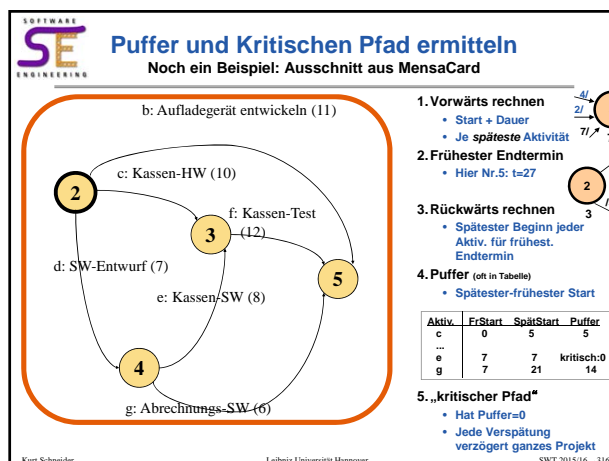 SOFTWARE
SE
ENGINEERING
Puffer und Kritischen Pfad ermitteln
Noch ein Beispiel: Ausschnitt aus MensaCard
b: Aufladegerät entwickeln (11)
c: Kassen-HW (10)
2
f: Kassen-Test
(12)
3
d: SW-Entwurf (7)
5
e: Kassen-SW (8)
4
g: Abrechnungs-SW (6)
1. Vorwärts rechnen
• Start + Dauer
• Je späteste Aktivität
4/
2/
7/
2. Frühester Endtermin
• Hier Nr.5: t=27
2
3
3. Rückwärts rechnen
• Spätester Beginn jeder
Aktiv. für frühest.
Endtermin
4. Puffer (oft in Tabelle)
• Spätester-frühester Start
Aktiv. FrStart SpätStart Puffer
c 0 5 5
...
e 7 7 kritisch:0
g 7 21 14
5. „kritischer Pfad“
• Hat Puffer=0
• Jede Verspätung
verzögert ganzes Projekt
Kurt Schneider Leibniz Universität Hannover SWT 2015/16 316